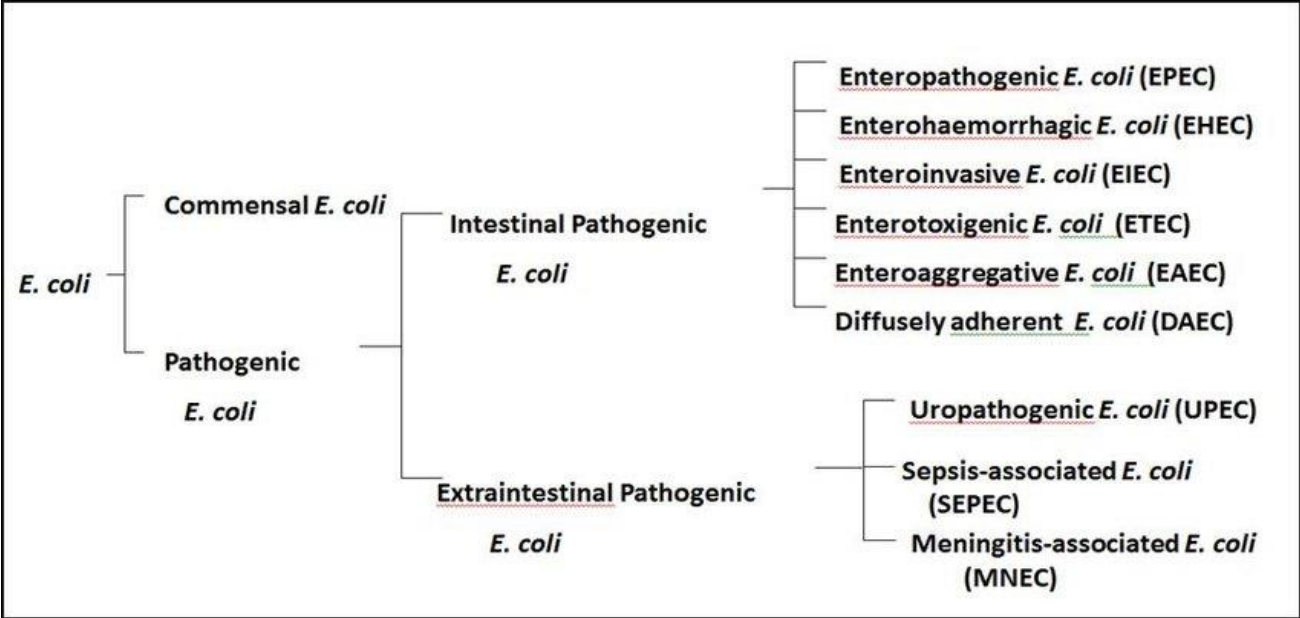 E. coli
Commensal E. coli
Pathogenic
E. coli
Intestinal Pathogenic
E. coli
Extraintestinal Pathogenic
E. coli
Enteropathogenic E. coli (EPEC)
Enterohaemorrhagic E. coli (EHEC)
Enteroinvasive E. coli (EIEC)
Enterotoxigenic E. coli (ETEC)
Enteroaggregative E. coli (EAEC)
Diffusely adherent E. coli (DAEC)
Uropathogenic E. coli (UPEC)
Sepsis-associated E. coli
(SEPEC)
Meningitis-associated E. coli
(MNEC)